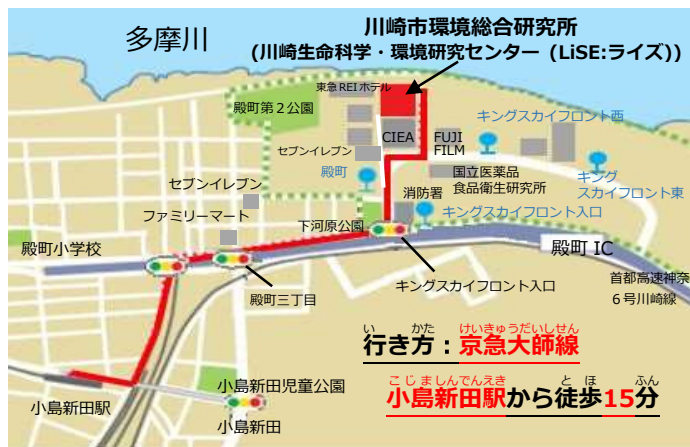 川崎市環境総合研究所
(川崎生命科学・環境研究センター (LiSE:ライズ))
多摩川
東急REIホテル
殿町第２公園
キングスカイフロント西
CIEA
FUJI
FILM
セブンイレブン
殿町
国立医薬品
食品衛生研究所
キング
スカイフロント東
セブンイレブン
消防署
ファミリーマート
下河原公園
キングスカイフロント入口
殿町小学校
殿町 IC
殿町三丁目
キングスカイフロント入口
首都高速神奈
６号川崎線
い かた けいきゅうだいしせん
行き方：京急大師線
こじましんでんえき と ほ ふん
小島新田駅から徒歩15分
小島新田駅
小島新田児童公園
小島新田